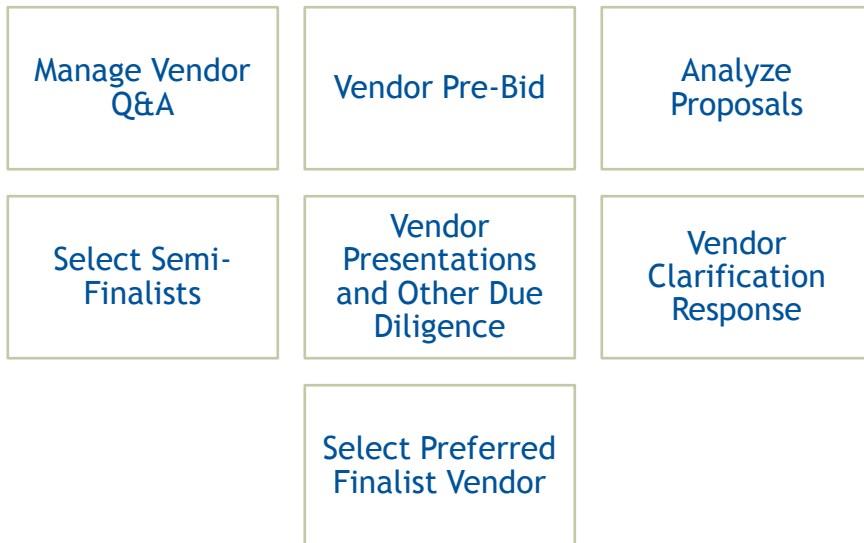 Manage Vendor
Q&A
Vendor Pre-Bid
Analyze
Proposals
Select Semi-
Finalists
Vendor
Presentations
and Other Due
Diligence
Vendor
Clarification
Response
Select Preferred
Finalist Vendor